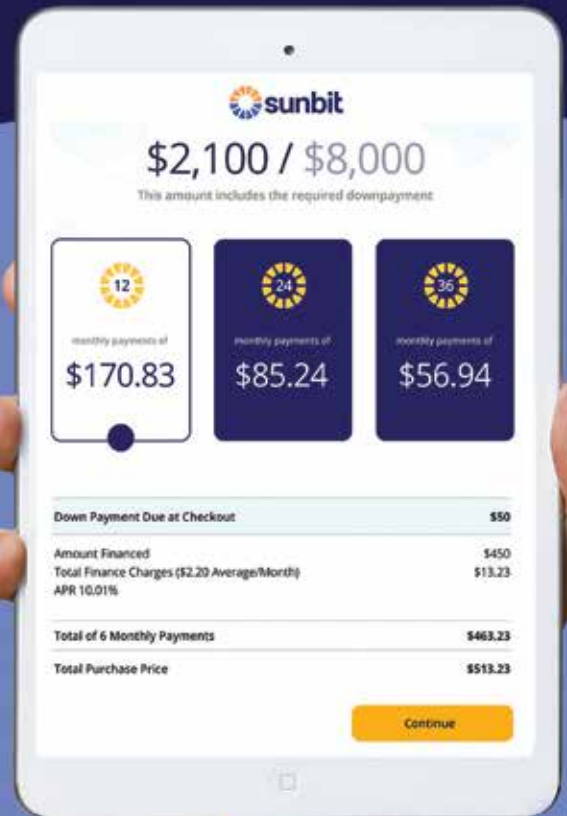 sunbit
$2,100 / $8,000
This amount includes the required downpayment
12
monthly payments of
$170.83
24
monthly payments of
$85.24
36
monthly payments of
$56.94
Down Payment Due at Checkout $50
Amount Financed $450
Total Finance Charges ($2.20 Average/Month) $13.23
APR 10.01%
Total of 6 Monthly Payments $463.23
Total Purchase Price $513.23
Continue